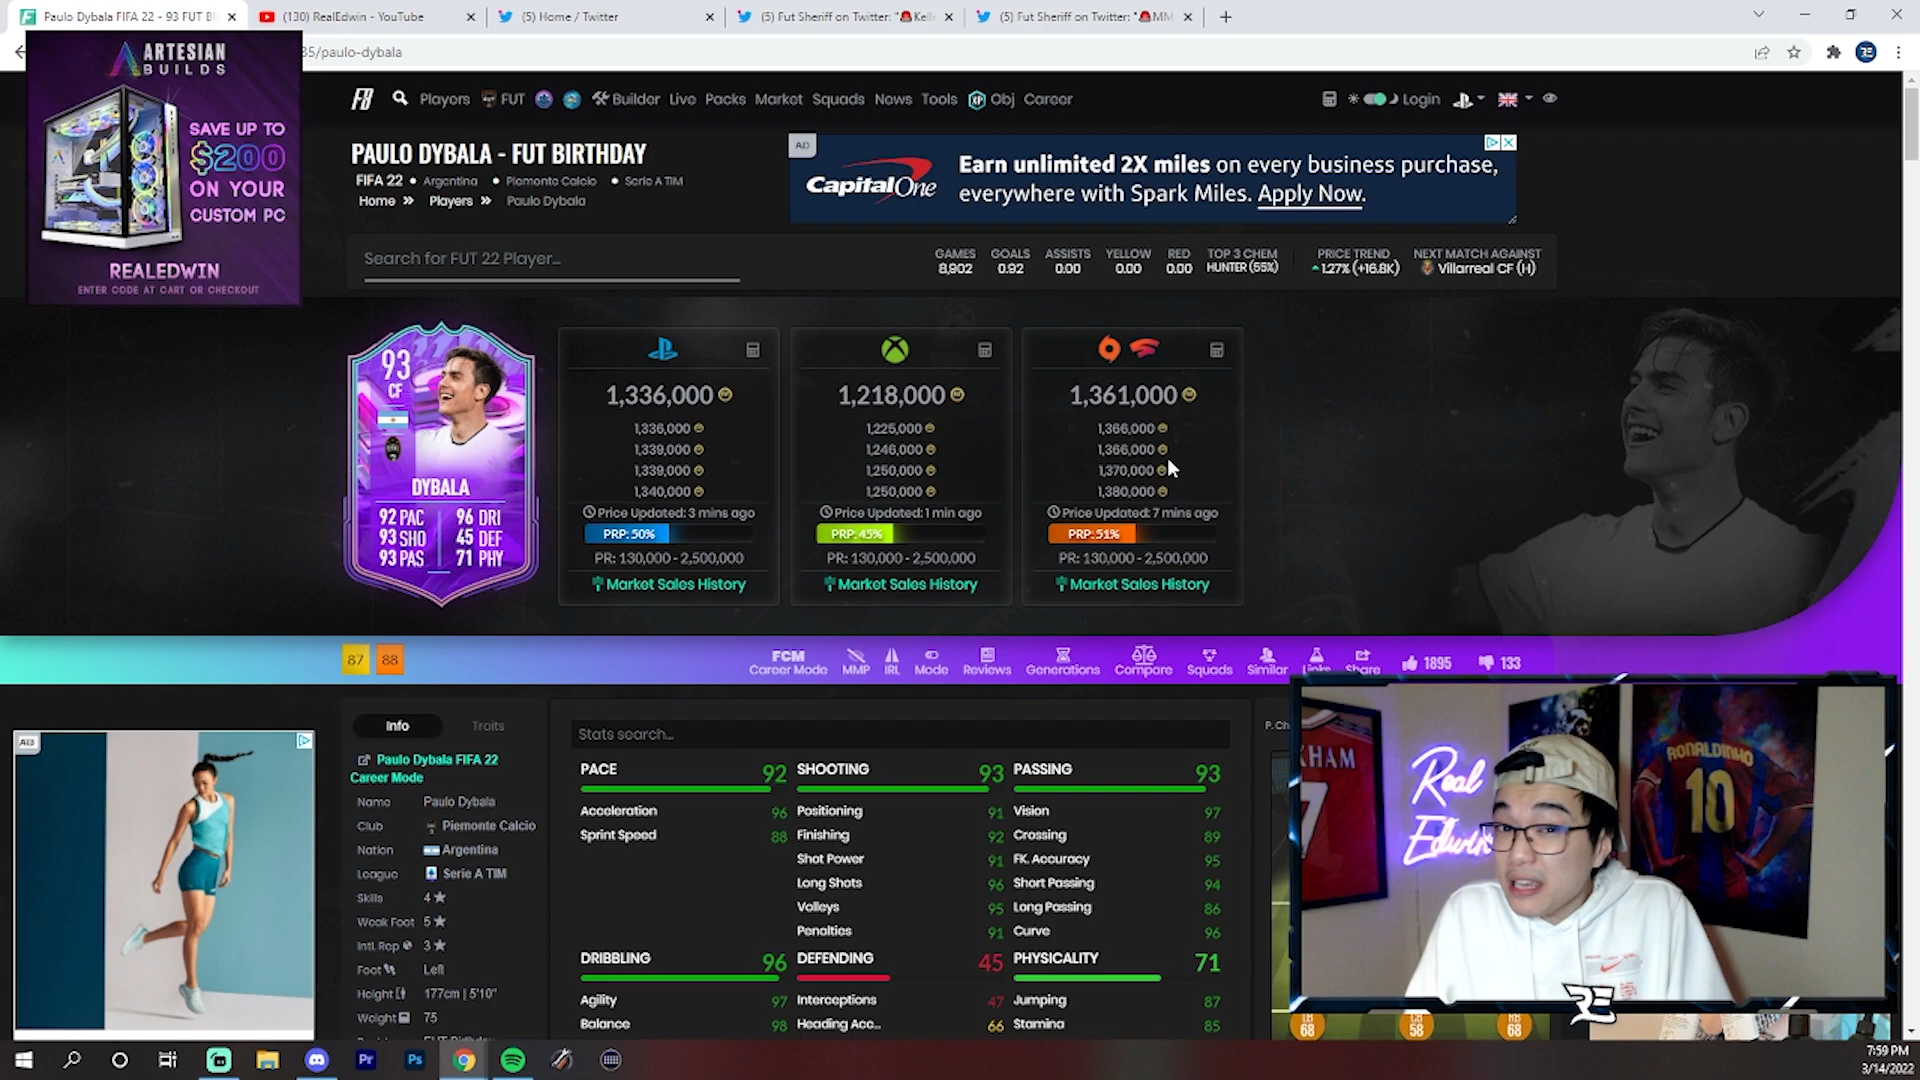 Paulo Dybala FIFA 22 - 93 FUT BI
(130) RealEdwin - YouTube
(5) Home / Twitter
(5) Fut Sheriff on Twitter: "🚨Kelle
(5) Fut Sheriff on Twitter: "🚨MM
35/paulo-dybala
ARTESIAN
BUILDS
SAVE UP TO
$200
ON YOUR
CUSTOM PC
REALEDWIN
ENTER CODE AT CART OR CHECKOUT
Players FUT Builder Live Packs Market Squads News Tools Obj Career
Login
PAULO DYBALA - FUT BIRTHDAY
FIFA 22 • Argentina • Piemonte Calcio • Serie A TIM
Home » Players » Paulo Dybala
AD
CapitalOne
Earn unlimited 2X miles on every business purchase,
everywhere with Spark Miles. Apply Now.
Search for FUT 22 Player...
GAMES GOALS ASSISTS YELLOW RED TOP 3 CHEM PRICE TREND NEXT MATCH AGAINST
8,902 0.92 0.00 0.00 0.00 HUNTER (55%) 1.27% (+16.8K) Villarreal CF (H)
93
CF
DYBALA
92 PAC 96 DRI
93 SHO 45 DEF
93 PAS 71 PHY
1,336,000
1,336,000
1,339,000
1,339,000
1,340,000
Price Updated: 3 mins ago
PRP: 50%
PR: 130,000 - 2,500,000
Market Sales History
1,218,000
1,225,000
1,246,000
1,250,000
1,250,000
Price Updated: 1 min ago
PRP: 45%
PR: 130,000 - 2,500,000
Market Sales History
1,361,000
1,366,000
1,366,000
1,370,000
1,380,000
Price Updated: 7 mins ago
PRP: 51%
PR: 130,000 - 2,500,000
Market Sales History
87 88
FCM
Career Mode MMP IRL Mode Reviews Generations Compare Squads Similar Links Share 1895 133
AD
Info Traits
Paulo Dybala FIFA 22
Career Mode
Name Paulo Dybala
Club Piemonte Calcio
Nation Argentina
League Serie A TIM
Skills 4★
Weak Foot 5★
Intl. Rep 3★
Foot Left
Height 177cm | 5'10"
Weight 75
Stats search...
PACE 92
Acceleration 96
Sprint Speed 88
SHOOTING 93
Positioning 91
Finishing 92
Shot Power 91
Long Shots 96
Volleys 95
Penalties 91
PASSING 93
Vision 97
Crossing 89
FK. Accuracy 95
Short Passing 94
Long Passing 86
Curve 96
DRIBBLING 96
Agility 97
Balance 98
DEFENDING 45
Interceptions 47
Heading Acc... 66
PHYSICALITY 71
Jumping 87
Stamina 85
P. Ch
KHAM
7
Real
Edwin
RONALDINHO
10
RE
68
CB
58
RB
68
Pr
Ps
7:59 PM
3/14/2022